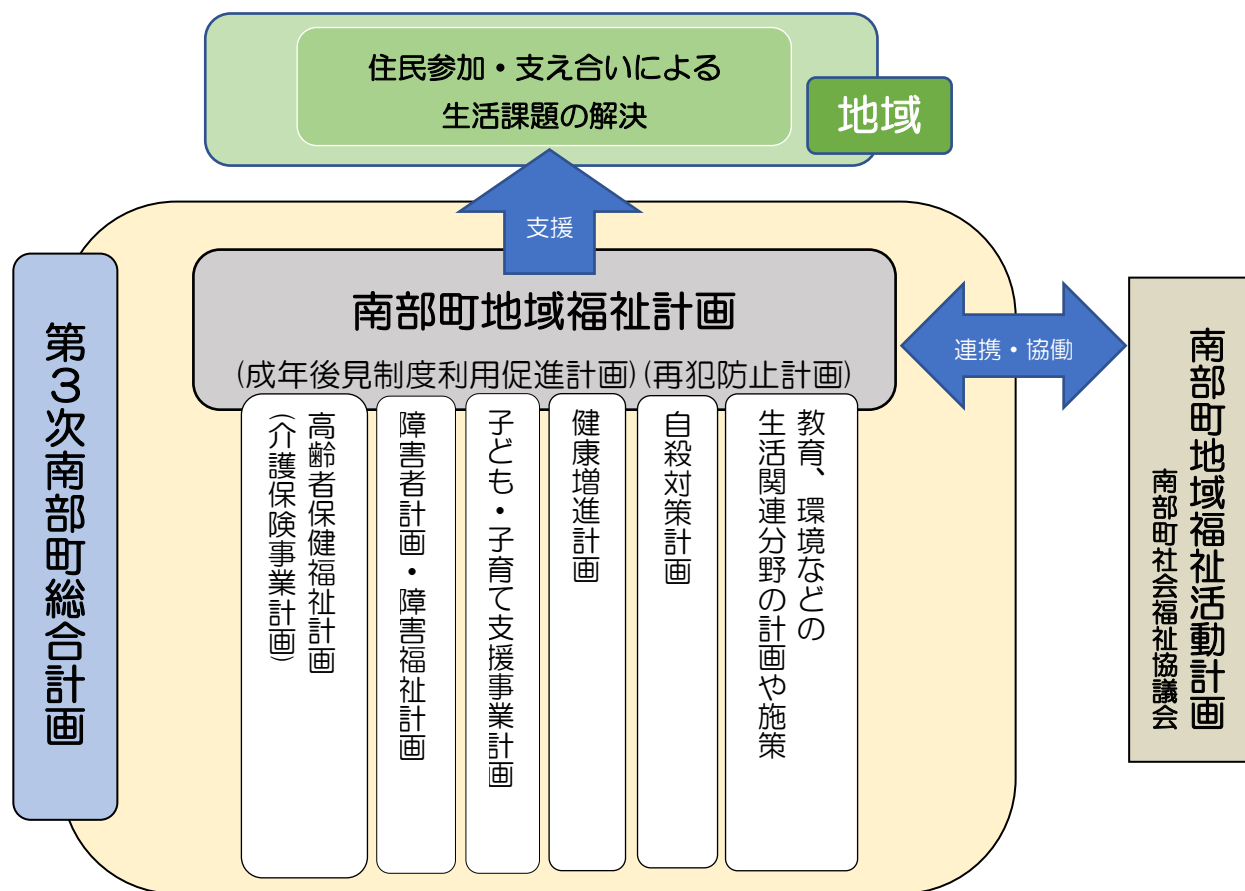 住民参加・支え合いによる
生活課題の解決
地域
支援
第3次南部町総合計画
南部町地域福祉計画
(成年後見制度利用促進計画)(再犯防止計画)
連携・協働
高齢者保健福祉計画
(介護保険事業計画)
障害者計画・障害福祉計画
子ども・子育て支援事業計画
健康増進計画
自殺対策計画
教育、環境などの
生活関連分野の計画や施策
南部町地域福祉活動計画
南部町社会福祉協議会